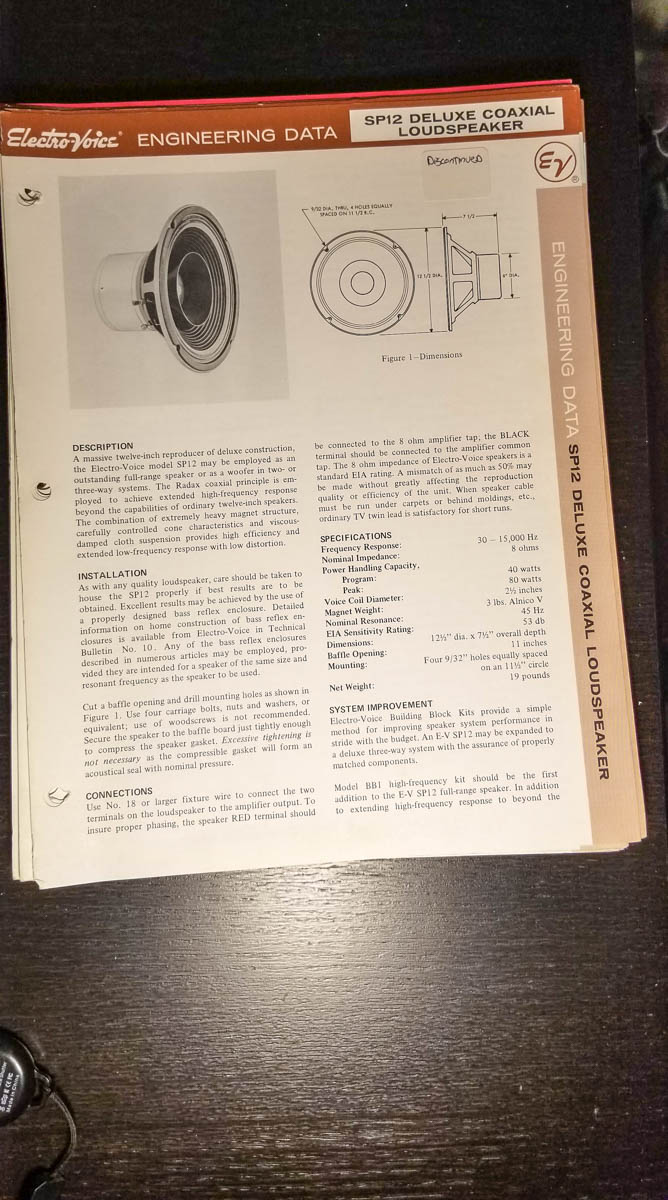 Electro-Voice® ENGINEERING DATA
SP12 DELUXE COAXIAL
LOUDSPEAKER
Discontinued
EV
®
9/32 DIA. THRU, 4 HOLES EQUALLY
SPACED ON 11 1/2 B.C.
7 1/2
12 1/2 DIA.
6" DIA.
Figure 1–Dimensions
DESCRIPTION
A massive twelve-inch reproducer of deluxe construction,
the Electro-Voice model SP12 may be employed as an
outstanding full-range speaker or as a woofer in two- or
three-way systems. The Radax coaxial principle is em-
ployed to achieve extended high-frequency response
beyond the capabilities of ordinary twelve-inch speakers.
The combination of extremely heavy magnet structure,
carefully controlled cone characteristics and viscous-
damped cloth suspension provides high efficiency and
extended low-frequency response with low distortion.
INSTALLATION
As with any quality loudspeaker, care should be taken to
house the SP12 properly if best results are to be
obtained. Excellent results may be achieved by the use of
a properly designed bass reflex enclosure. Detailed
information on home construction of bass reflex en-
closures is available from Electro-Voice in Technical
Bulletin No. 10. Any of the bass reflex enclosures
described in numerous articles may be employed, pro-
vided they are intended for a speaker of the same size and
resonant frequency as the speaker to be used.
Cut a baffle opening and drill mounting holes as shown in
Figure 1. Use four carriage bolts, nuts and washers, or
equivalent; use of woodscrews is not recommended.
Secure the speaker to the baffle board just tightly enough
to compress the speaker gasket. Excessive tightening is
not necessary as the compressible gasket will form an
acoustical seal with nominal pressure.
CONNECTIONS
Use No. 18 or larger fixture wire to connect the two
terminals on the loudspeaker to the amplifier output. To
insure proper phasing, the speaker RED terminal should
be connected to the 8 ohm amplifier tap; the BLACK
terminal should be connected to the amplifier common
tap. The 8 ohm impedance of Electro-Voice speakers is a
standard EIA rating. A mismatch of as much as 50% may
be made without greatly affecting the reproduction
quality or efficiency of the unit. When speaker cable
must be run under carpets or behind moldings, etc.,
ordinary TV twin lead is satisfactory for short runs.
SPECIFICATIONS
Frequency Response: 30 – 15,000 Hz
Nominal Impedance: 8 ohms
Power Handling Capacity,
Program: 40 watts
Peak: 80 watts
Voice Coil Diameter: 2½ inches
Magnet Weight: 3 lbs. Alnico V
Nominal Resonance: 45 Hz
EIA Sensitivity Rating: 53 db
Dimensions: 12½" dia. x 7½" overall depth
Baffle Opening: 11 inches
Mounting: Four 9/32" holes equally spaced
on an 11½" circle
Net Weight: 19 pounds
SYSTEM IMPROVEMENT
Electro-Voice Building Block Kits provide a simple
method for improving speaker system performance in
stride with the budget. An E-V SP12 may be expanded to
a deluxe three-way system with the assurance of properly
matched components.
Model BB1 high-frequency kit should be the first
addition to the E-V SP12 full-range speaker. In addition
to extending high-frequency response to beyond the
ENGINEERING DATA SP12 DELUXE COAXIAL LOUDSPEAKER
Made in China